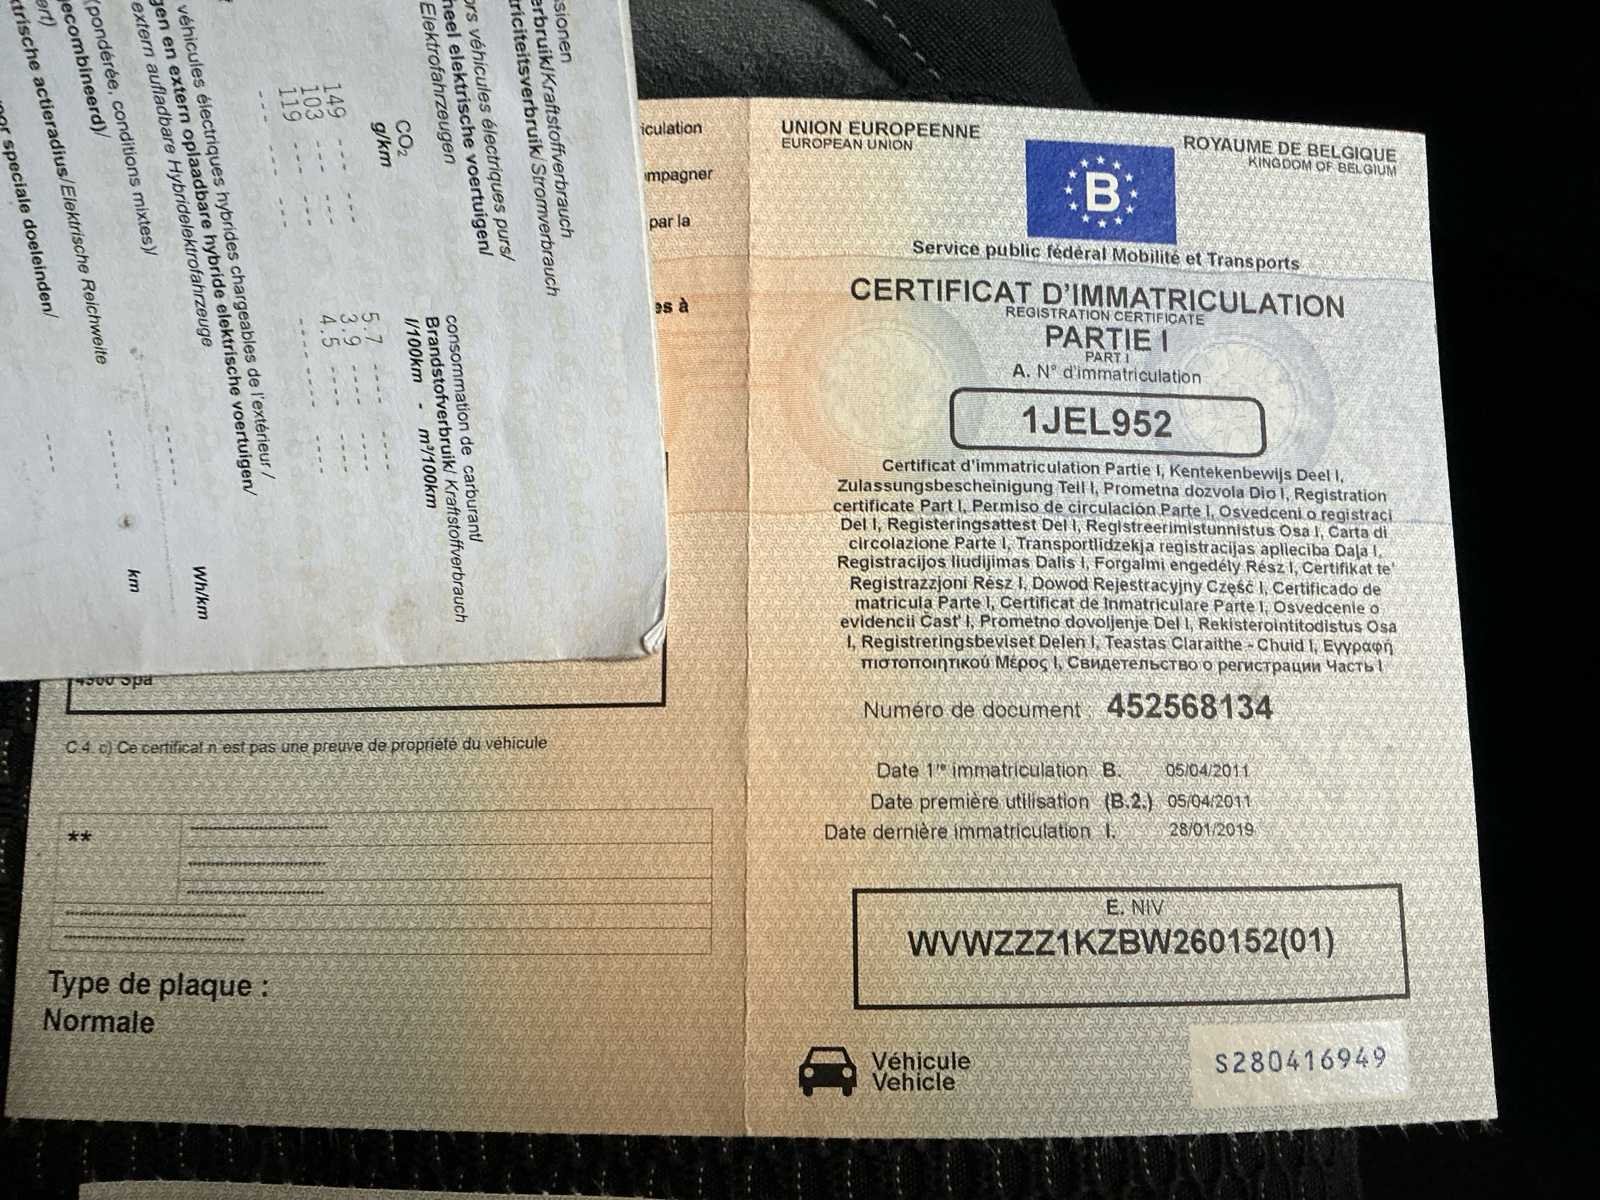 UNION EUROPEENNE
EUROPEAN UNION
ROYAUME DE BELGIQUE
KINGDOM OF BELGIUM
B
Service public fédéral Mobilité et Transports
CERTIFICAT D'IMMATRICULATION
REGISTRATION CERTIFICATE
PARTIE I
PART I
A. N° d'immatriculation
1JEL952
Certificat d'immatriculation Partie I, Kentekenbewijs Deel I,
Zulassungsbescheinigung Teil I, Prometna dozvola Dio I, Registration
certificate Part I, Permiso de circulación Parte I, Osvedceni o registraci
Del I, Registeringsattest Del I, Registreerimistunnistus Osa I, Carta di
circolazione Parte I, Transportlidzekja registracijas aplieciba Daļa I,
Registracijos liudijimas Dalis I, Forgalmi engedély Rész I, Certifikat te'
Registrazzjoni Rész I, Dowod Rejestracyjny Część I, Certificado de
matricula Parte I, Certificat de Inmatriculare Parte I, Osvedcenie o
evidencii Časť I, Prometno dovoljenje Del I, Rekisterointitodistus Osa
I, Registreringsbeviset Delen I, Teastas Claraithe - Chuid I, Εγγραφή
πιστοποιητικού Μέρος I, Свидетельство о регистрации Часть I
Numéro de document : 452568134
Date 1re immatriculation B. 05/04/2011
Date première utilisation (B.2.) 05/04/2011
Date dernière immatriculation I. 28/01/2019
E. NIV
WVWZZZ1KZBW260152(01)
Véhicule
Vehicle
S280416949
iculation
mpagner
par la
es à
4900 Spa
C.4. c) Ce certificat n'est pas une preuve de propriété du véhicule
**
Type de plaque :
Normale
ssionen
erbruik/Kraftstoffverbrauch
triciteitsverbruik/Stromverbrauch
ors véhicules électriques purs/
heel elektrische voertuigen/
Elektrofahrzeugen
CO2
g/km
consommation de carburant/
Brandstofverbruik/ Kraftstoffverbrauch
l/100km - m³/100km
149 --- --- 5.7 ---- ----
103 --- --- 3.9 ---- ----
119 --- --- 4.5 ---- ----
véhicules électriques hybrides chargeables de l'extérieur/
gen en extern oplaadbare hybride elektrische voertuigen/
extern aufladbare Hybridelektrofahrzeuge
Wh/km
(pondérée, conditions mixtes)/
ecombineerd)/
km
trische actieradius/Elektrische Reichweite
oor speciale doeleinden/